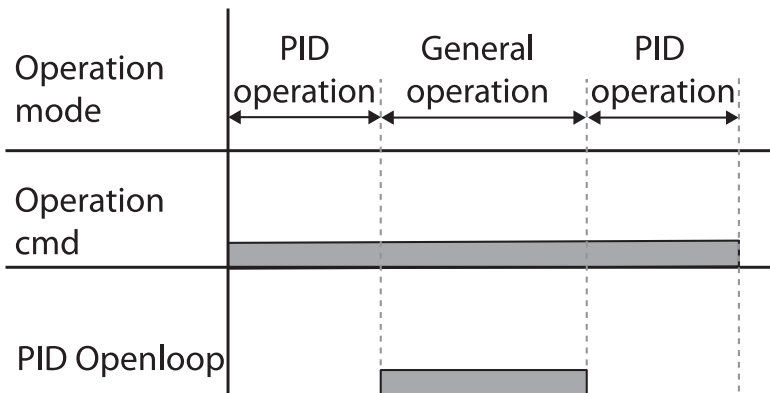 PID General PID
Operation operation operation operation
mode
Operation
cmd
PID Openloop